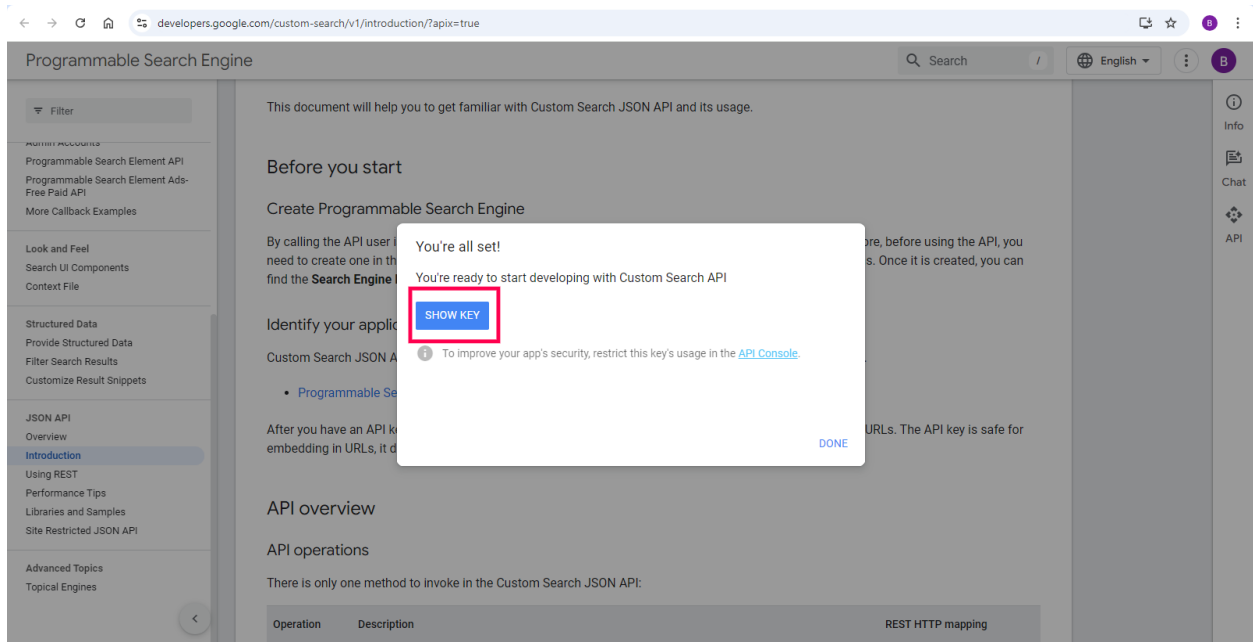 developers.google.com/custom-search/v1/introduction/?apix=true
B
Programmable Search Engine
Search
/
English
B
Filter
Admin Accounts
Programmable Search Element API
Programmable Search Element Ads-
Free Paid API
More Callback Examples
Look and Feel
Search UI Components
Context File
Structured Data
Provide Structured Data
Filter Search Results
Customize Result Snippets
JSON API
Overview
Introduction
Using REST
Performance Tips
Libraries and Samples
Site Restricted JSON API
Advanced Topics
Topical Engines
This document will help you to get familiar with Custom Search JSON API and its usage.
Before you start
Create Programmable Search Engine
By calling the API user
need to create one in th
find the Search Engine
Identify your applic
Custom Search JSON A
Programmable Se
After you have an API k
embedding in URLs, it d
ore, before using the API, you
s. Once it is created, you can
URLs. The API key is safe for
You're all set!
You're ready to start developing with Custom Search API
SHOW KEY
To improve your app's security, restrict this key's usage in the API Console.
DONE
API overview
API operations
There is only one method to invoke in the Custom Search JSON API:
Operation Description REST HTTP mapping
Info
Chat
API